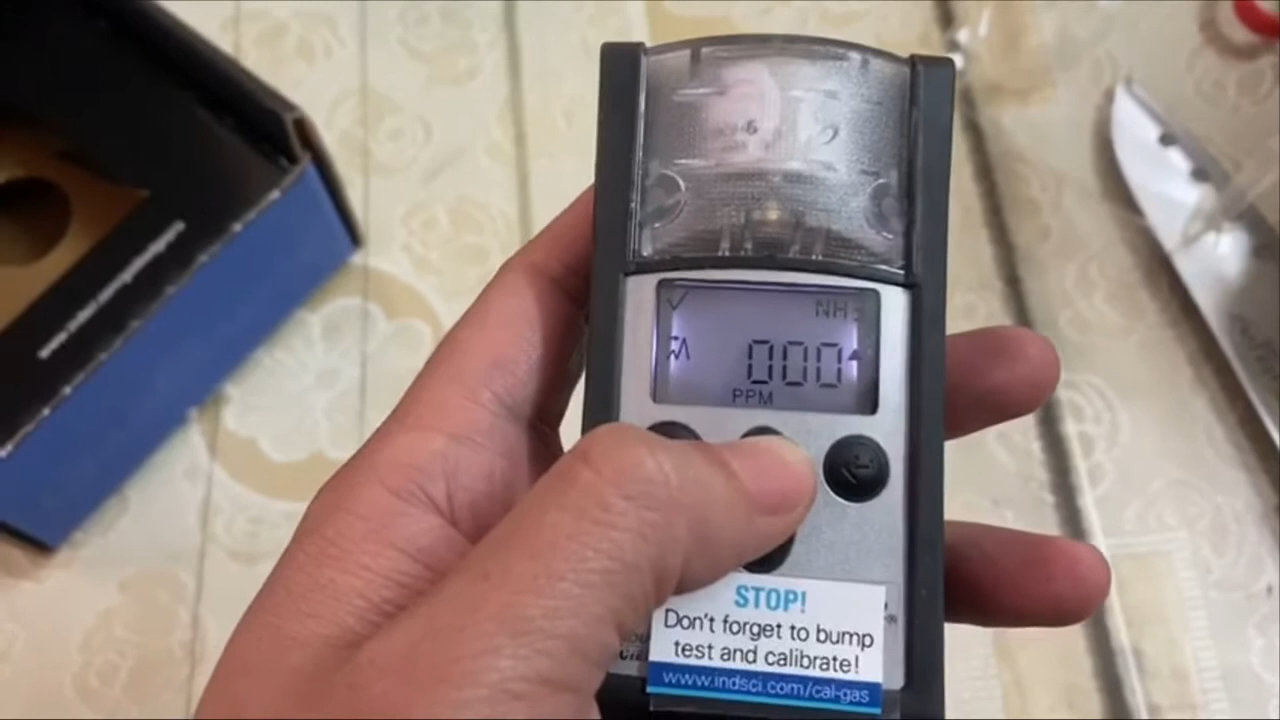 NH3
000
PPM
STOP!
Don't forget to bump
test and calibrate!
www.indsci.com/cal-gas